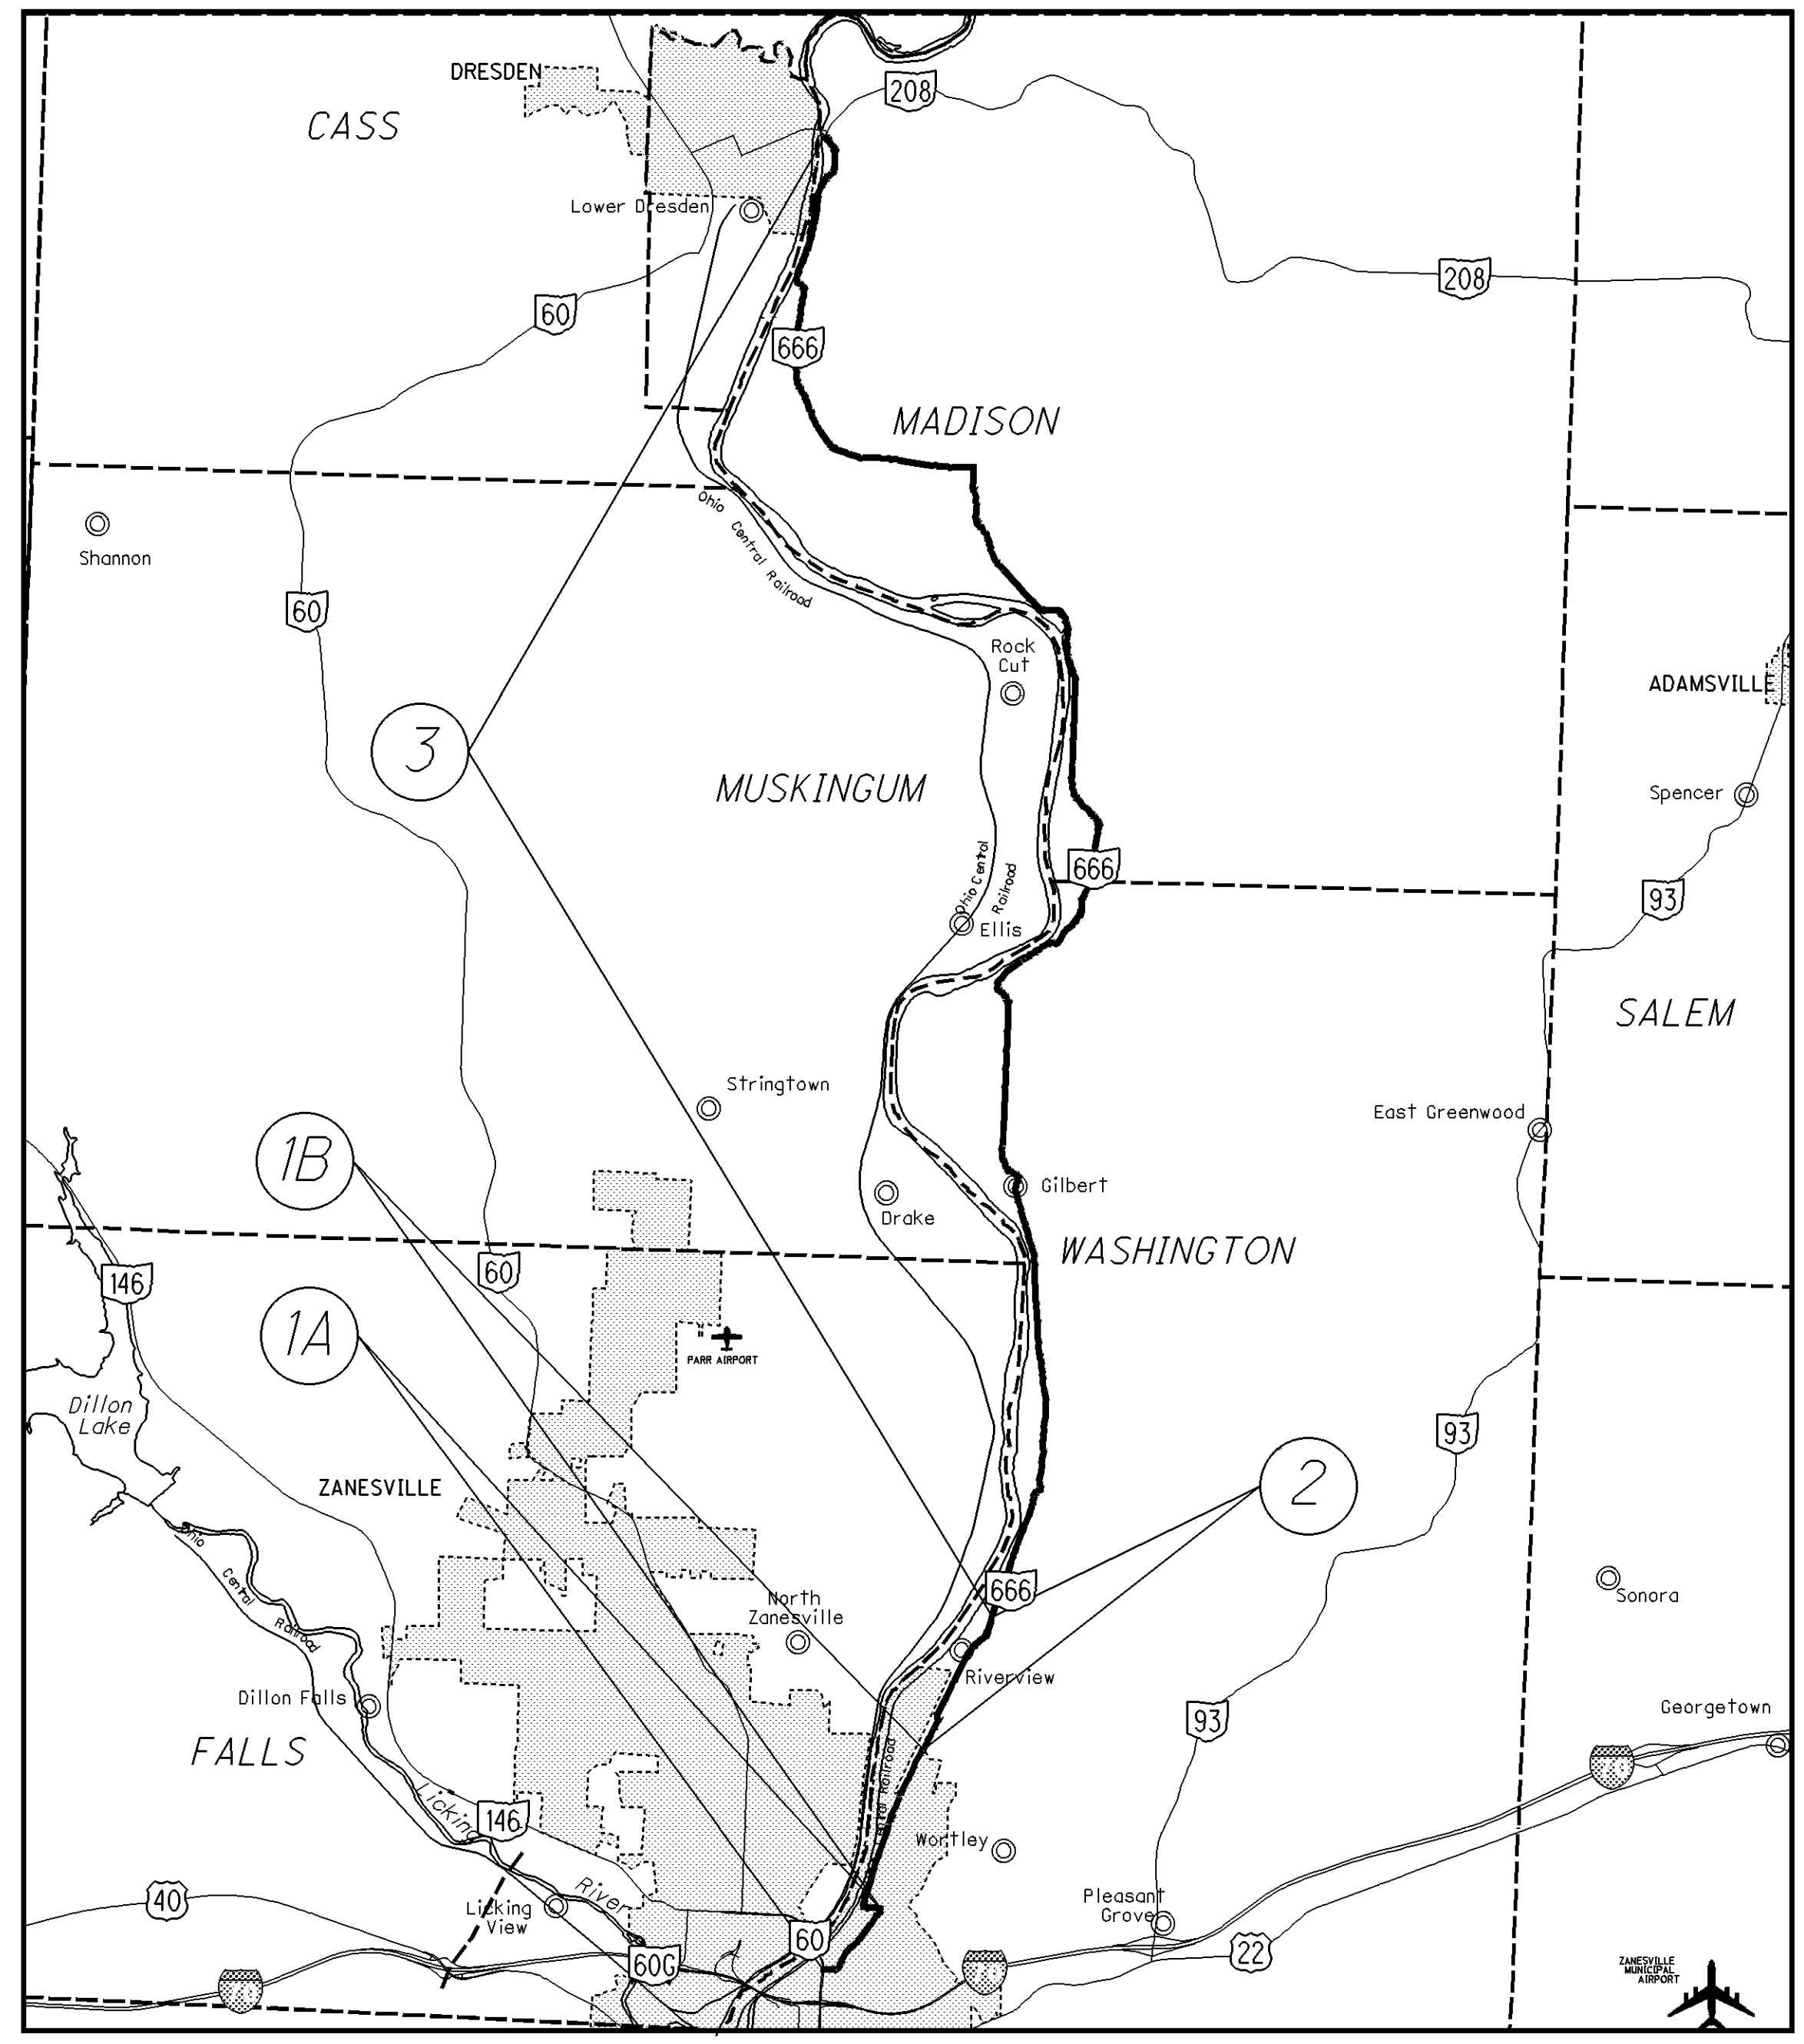 DRESDEN
208
CASS
Lower Dresden
208
60
666
MADISON
Ohio Central Railroad
Shannon
60
Rock
Cut
ADAMSVILLE
3
MUSKINGUM
Spencer
Ohio Central
Railroad
666
93
Ellis
SALEM
Stringtown
East Greenwood
1B
Gilbert
Drake
WASHINGTON
146
60
1A
PARR AIRPORT
Dillon
Lake
93
ZANESVILLE
2
Ohio Central Railroad
666
North
Zanesville
Sonora
Riverview
Dillon Falls
93
Georgetown
FALLS
Railroad
Licking
146
Wortley
River
40
Licking
View
Pleasant
Grove
60
60G
22
ZANESVILLE
MUNICIPAL
AIRPORT